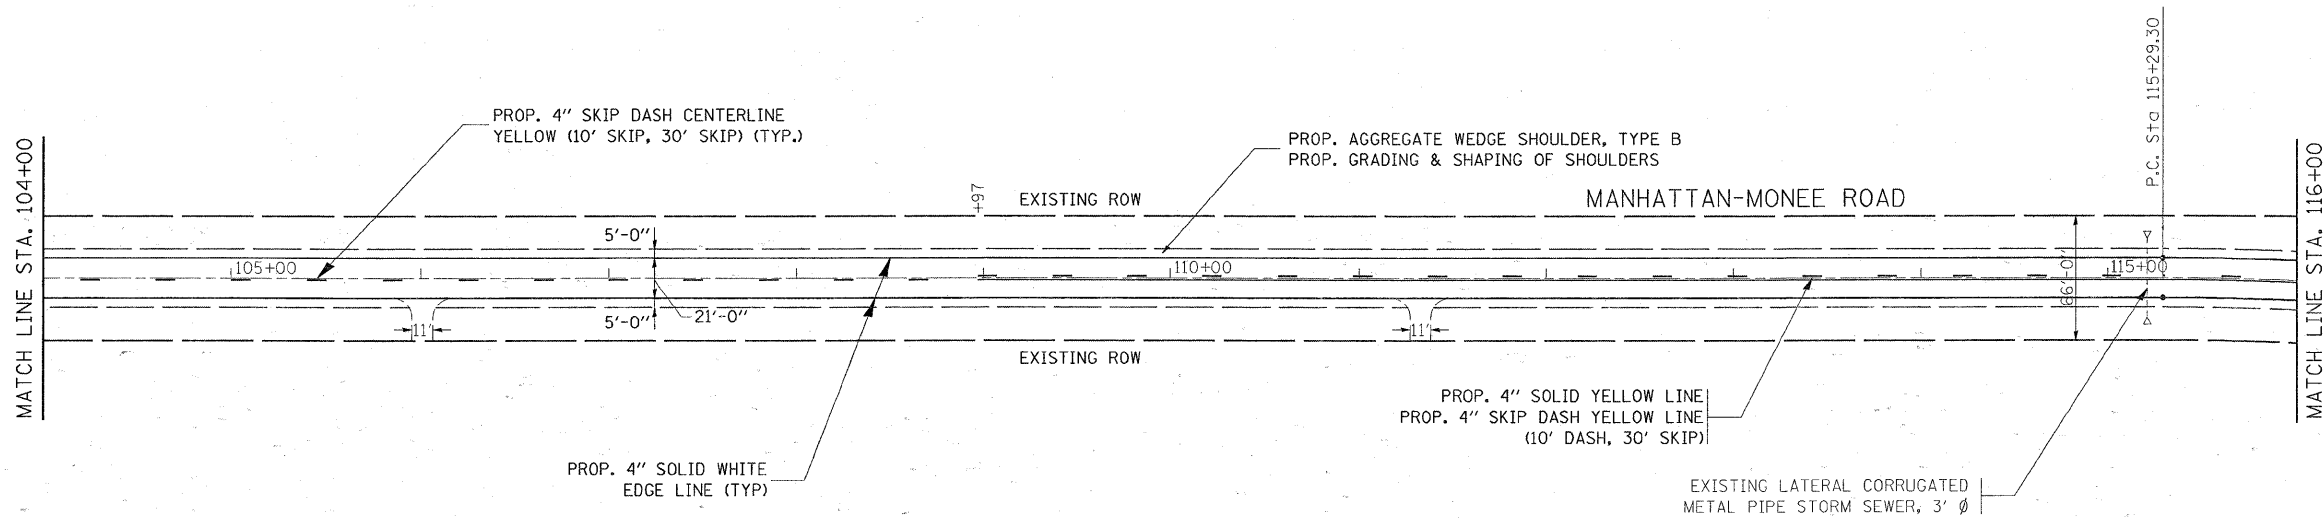 MATCH LINE STA. 104+00
PROP. 4" SKIP DASH CENTERLINE
YELLOW (10' SKIP, 30' SKIP) (TYP.)
PROP. AGGREGATE WEDGE SHOULDER, TYPE B
PROP. GRADING & SHAPING OF SHOULDERS
P.C. Sta 115+29.30
+97
EXISTING ROW
MANHATTAN-MONEE ROAD
5'-0"
105+00
110+00
115+00
66'-0"
5'-0"
21'-0"
11'
11'
EXISTING ROW
PROP. 4" SOLID YELLOW LINE
PROP. 4" SKIP DASH YELLOW LINE
(10' DASH, 30' SKIP)
PROP. 4" SOLID WHITE
EDGE LINE (TYP)
EXISTING LATERAL CORRUGATED
METAL PIPE STORM SEWER, 3' Ø
MATCH LINE STA. 116+00